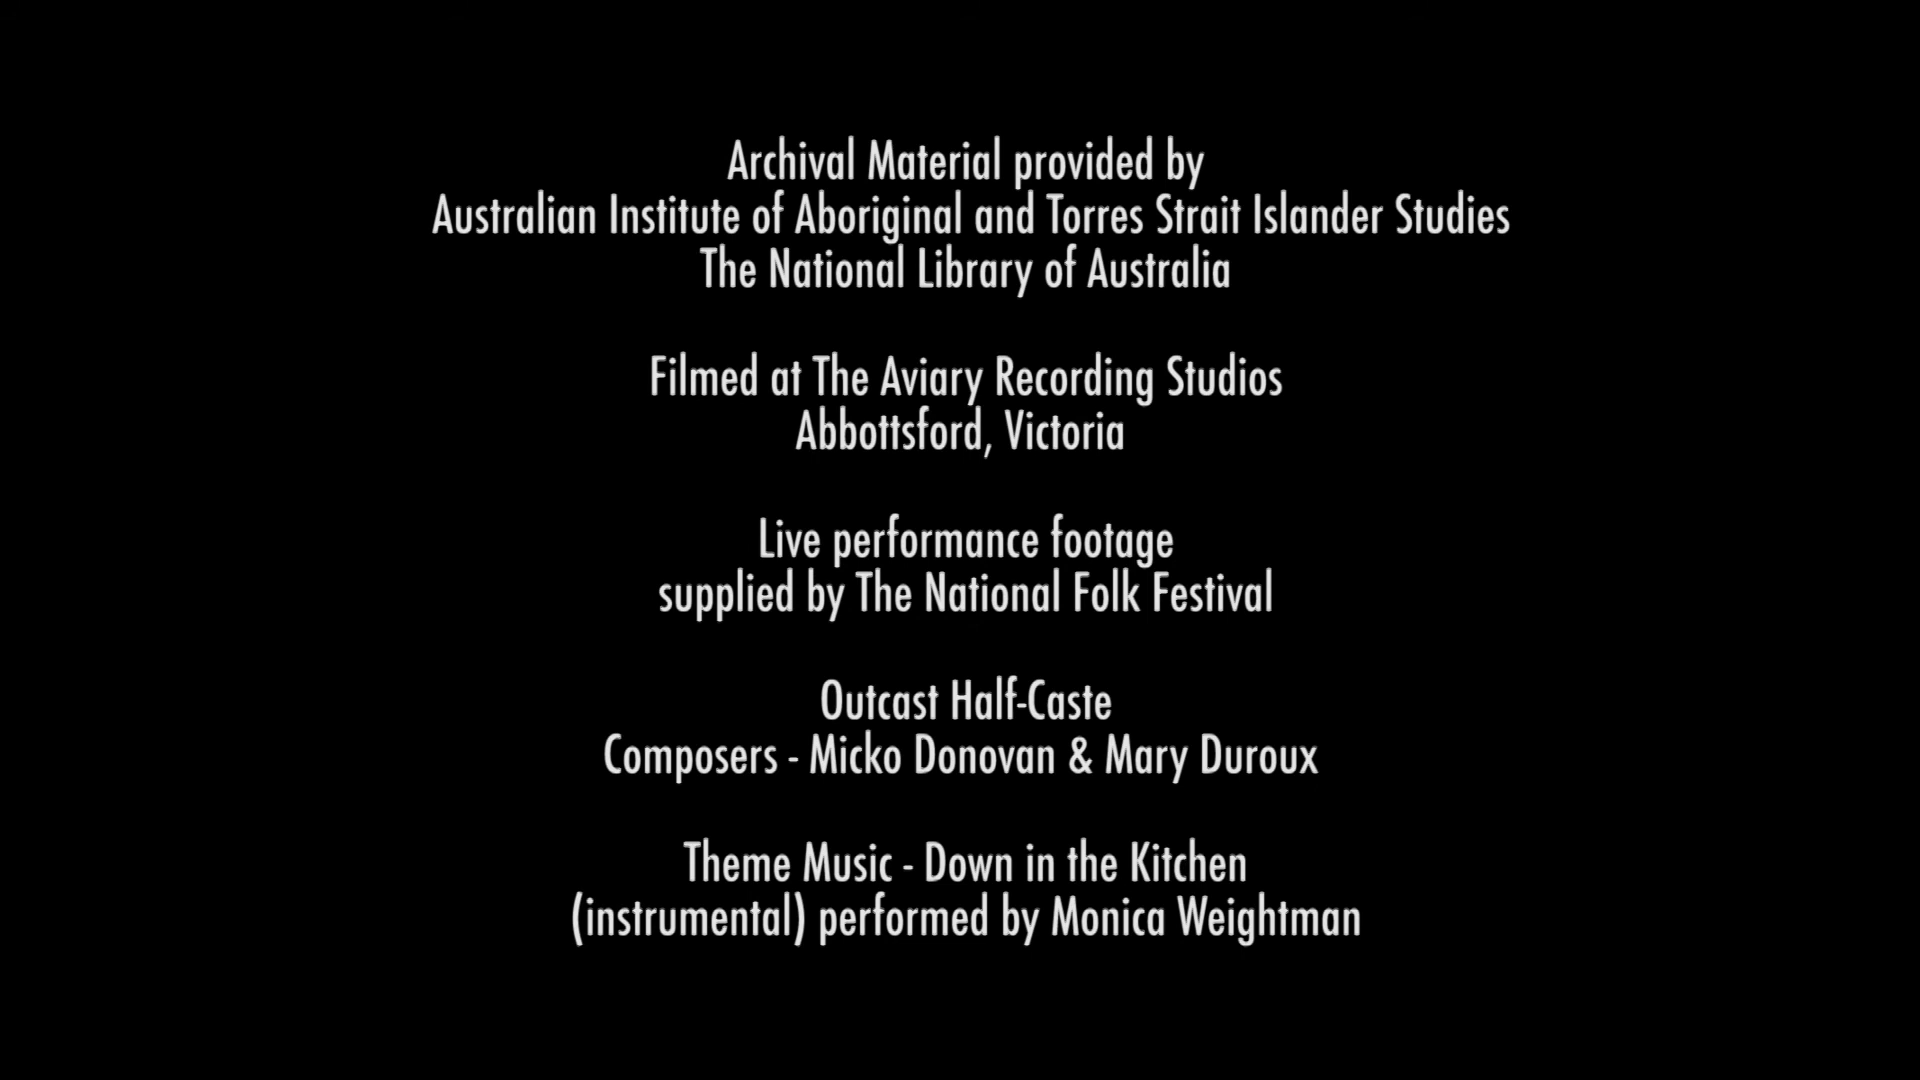 Archival Material provided by
Australian Institute of Aboriginal and Torres Strait Islander Studies
The National Library of Australia
Filmed at The Aviary Recording Studios
Abbottsford, Victoria
Live performance footage
supplied by The National Folk Festival
Outcast Half-Caste
Composers - Micko Donovan & Mary Duroux
Theme Music - Down in the Kitchen
(instrumental) performed by Monica Weightman